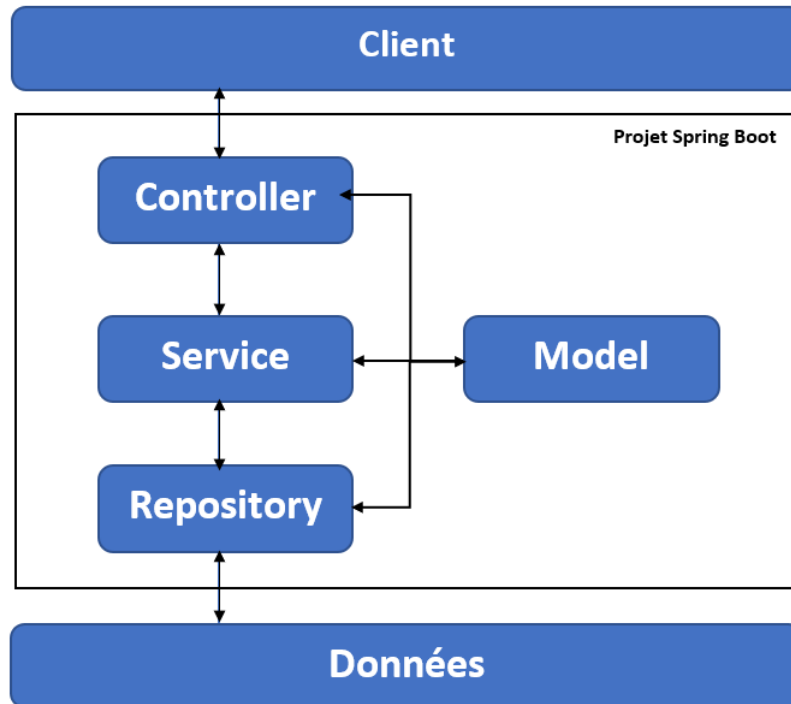 Client
Projet Spring Boot
Controller
Service
Model
Repository
Données